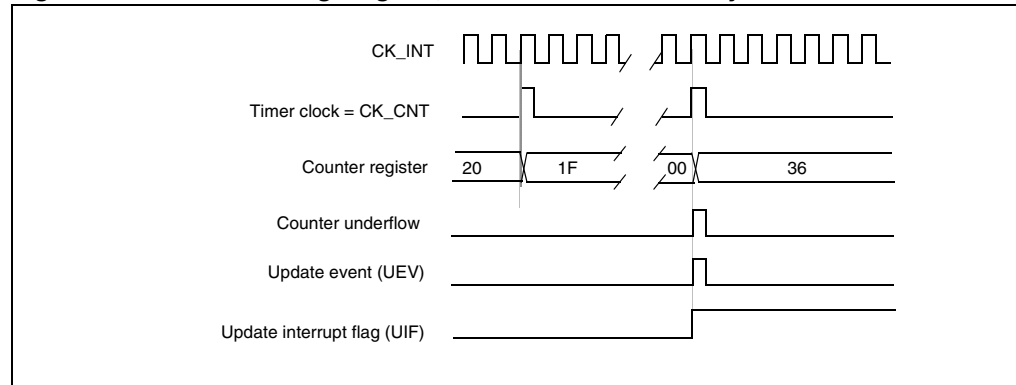 CK_INT
Timer clock = CK_CNT
Counter register 20 1F 00 36
Counter underflow
Update event (UEV)
Update interrupt flag (UIF)